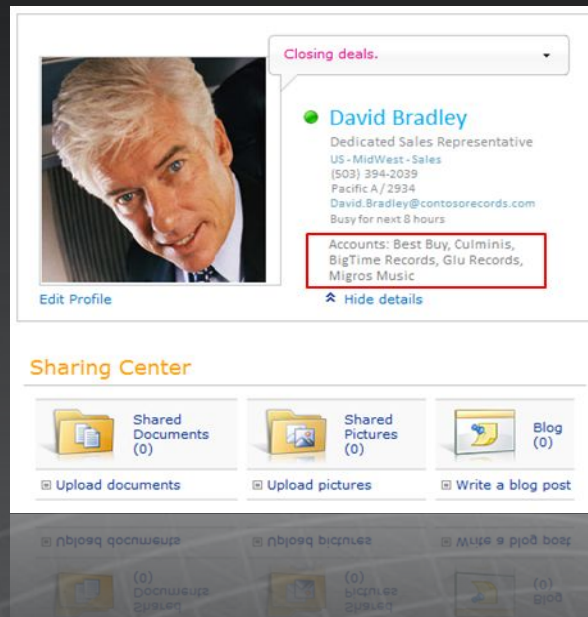 Closing deals.
David Bradley
Dedicated Sales Representative
US - MidWest - Sales
(503) 394-2039
Pacific A / 2934
David.Bradley@contosorecords.com
Busy for next 8 hours
Accounts: Best Buy, Culminis,
BigTime Records, Glu Records,
Migros Music
Edit Profile
Hide details
Sharing Center
Shared
Documents
(0)
Shared
Pictures
(0)
Blog
(0)
Upload documents
Upload pictures
Write a blog post